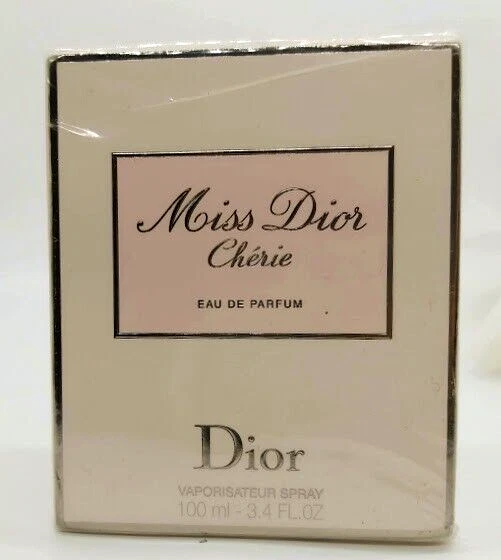 Miss Dior
Chérie
EAU DE PARFUM
Dior
VAPORISATEUR SPRAY
100 ml - 3.4 FL.OZ